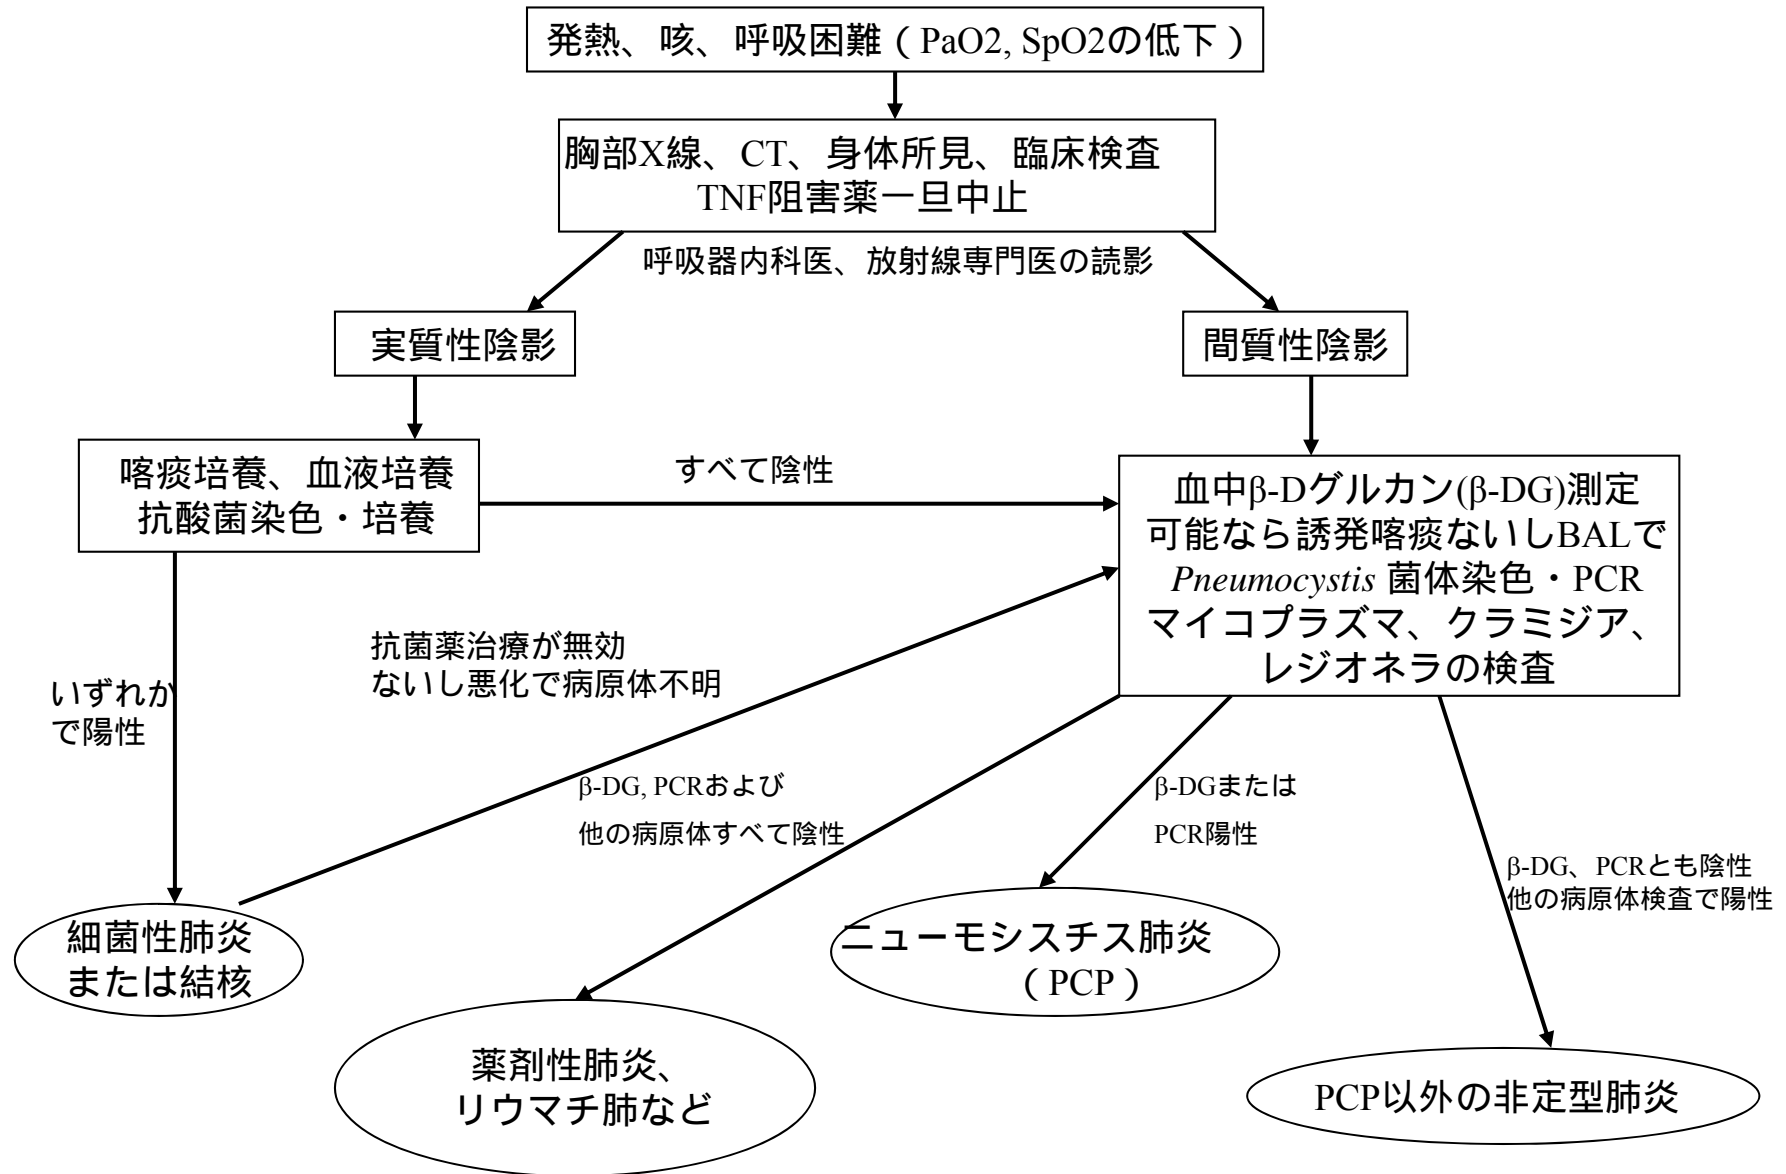 発熱、咳、呼吸困難（PaO2, SpO2の低下）
胸部X線、CT、身体所見、臨床検査
TNF阻害薬一旦中止
呼吸器内科医、放射線専門医の読影
実質性陰影
間質性陰影
喀痰培養、血液培養
抗酸菌染色・培養
すべて陰性
血中β-Dグルカン(β-DG)測定
可能なら誘発喀痰ないしBALで
Pneumocystis 菌体染色・PCR
マイコプラズマ、クラミジア、
レジオネラの検査
いずれか
で陽性
抗菌薬治療が無効
ないし悪化で病原体不明
β-DG, PCRおよび
他の病原体すべて陰性
β-DGまたは
PCR陽性
β-DG、PCRとも陰性
他の病原体検査で陽性
細菌性肺炎
または結核
薬剤性肺炎、
リウマチ肺など
ニューモシスチス肺炎
（PCP）
PCP以外の非定型肺炎